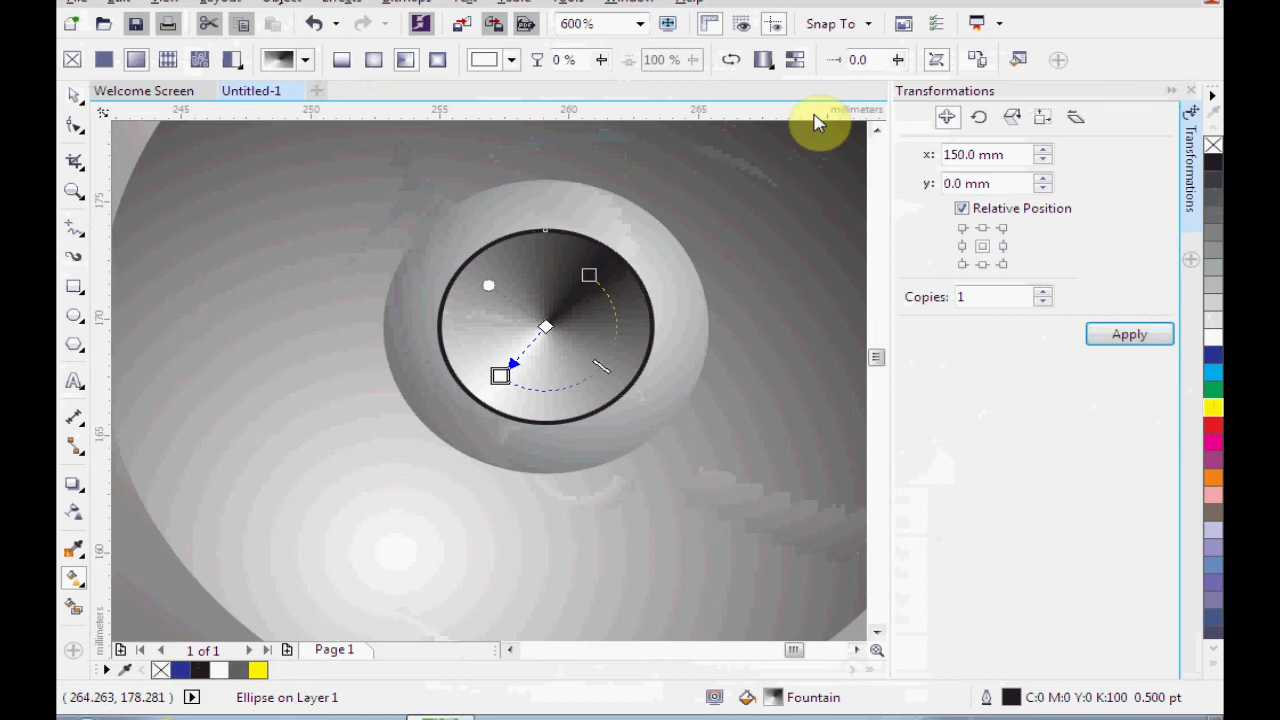 600%
Snap To
0 %
100 %
0.0
Welcome Screen
Untitled-1
Transformations
245
250
255
260
265
millimeters
x:
150.0 mm
y:
0.0 mm
Relative Position
Copies:
1
Apply
Transformations
175
170
165
160
millimeters
1 of 1
Page 1
( 264.263, 178.281 )
Ellipse on Layer 1
Fountain
C:0 M:0 Y:0 K:100 0.500 pt